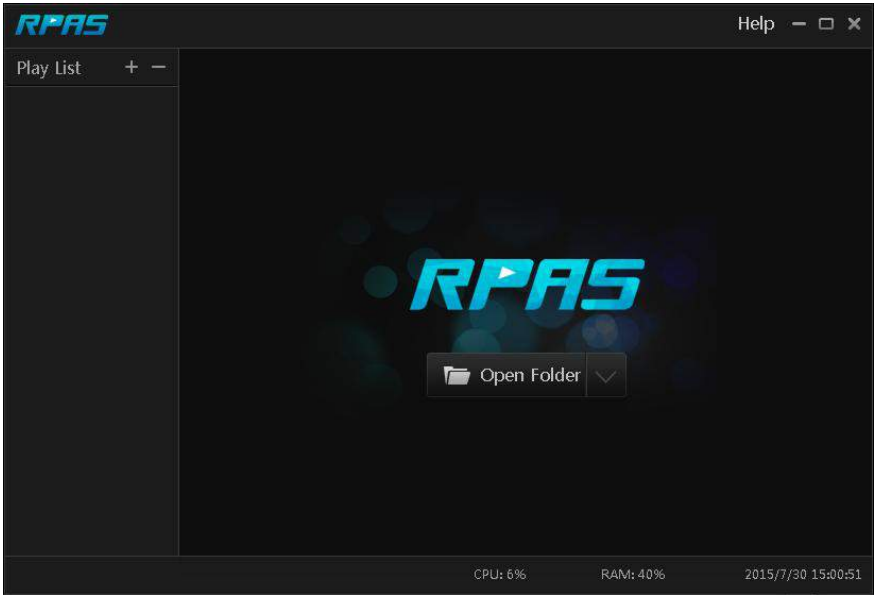 RPAS
Help
Play List
RPAS
Open Folder
CPU: 6%
RAM: 40%
2015/7/30 15:00:51